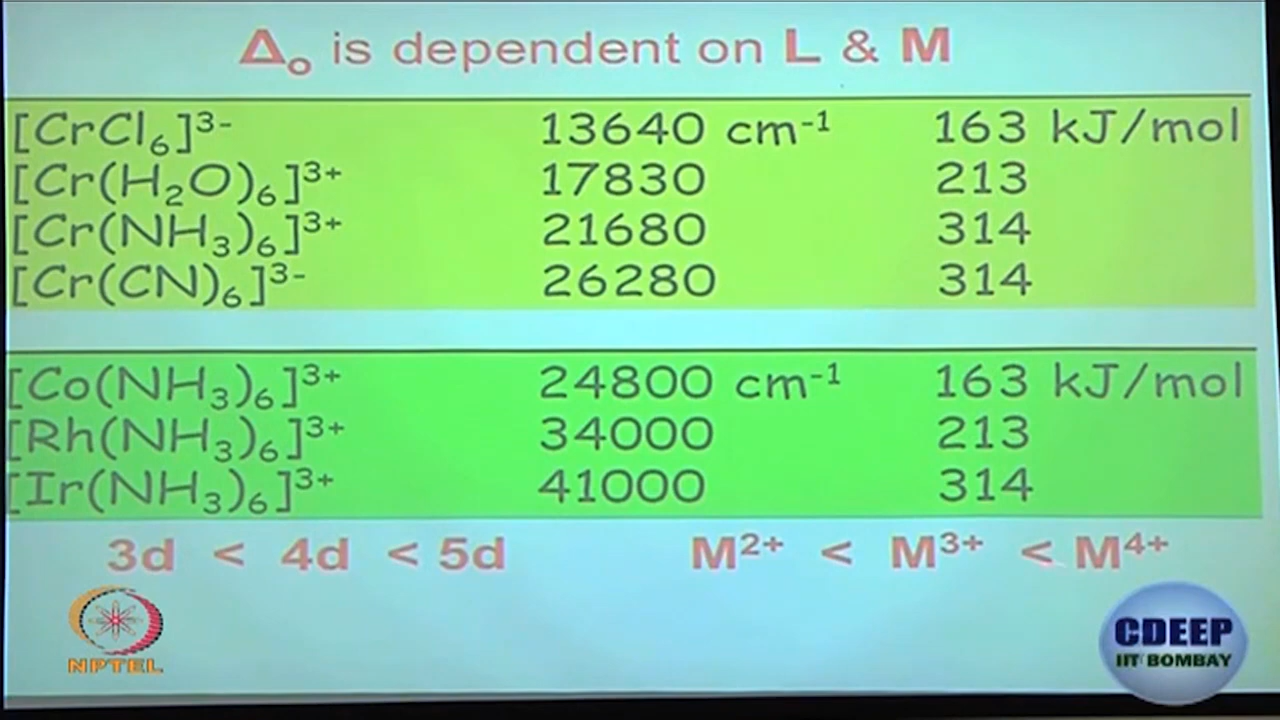 Δₒ is dependent on L & M
[CrCl₆]³⁻ 13640 cm⁻¹ 163 kJ/mol
[Cr(H₂O)₆]³⁺ 17830 213
[Cr(NH₃)₆]³⁺ 21680 314
[Cr(CN)₆]³⁻ 26280 314
[Co(NH₃)₆]³⁺ 24800 cm⁻¹ 163 kJ/mol
[Rh(NH₃)₆]³⁺ 34000 213
[Ir(NH₃)₆]³⁺ 41000 314
3d < 4d < 5d M²⁺ < M³⁺ < M⁴⁺
NPTEL
CDEEP
IIT BOMBAY